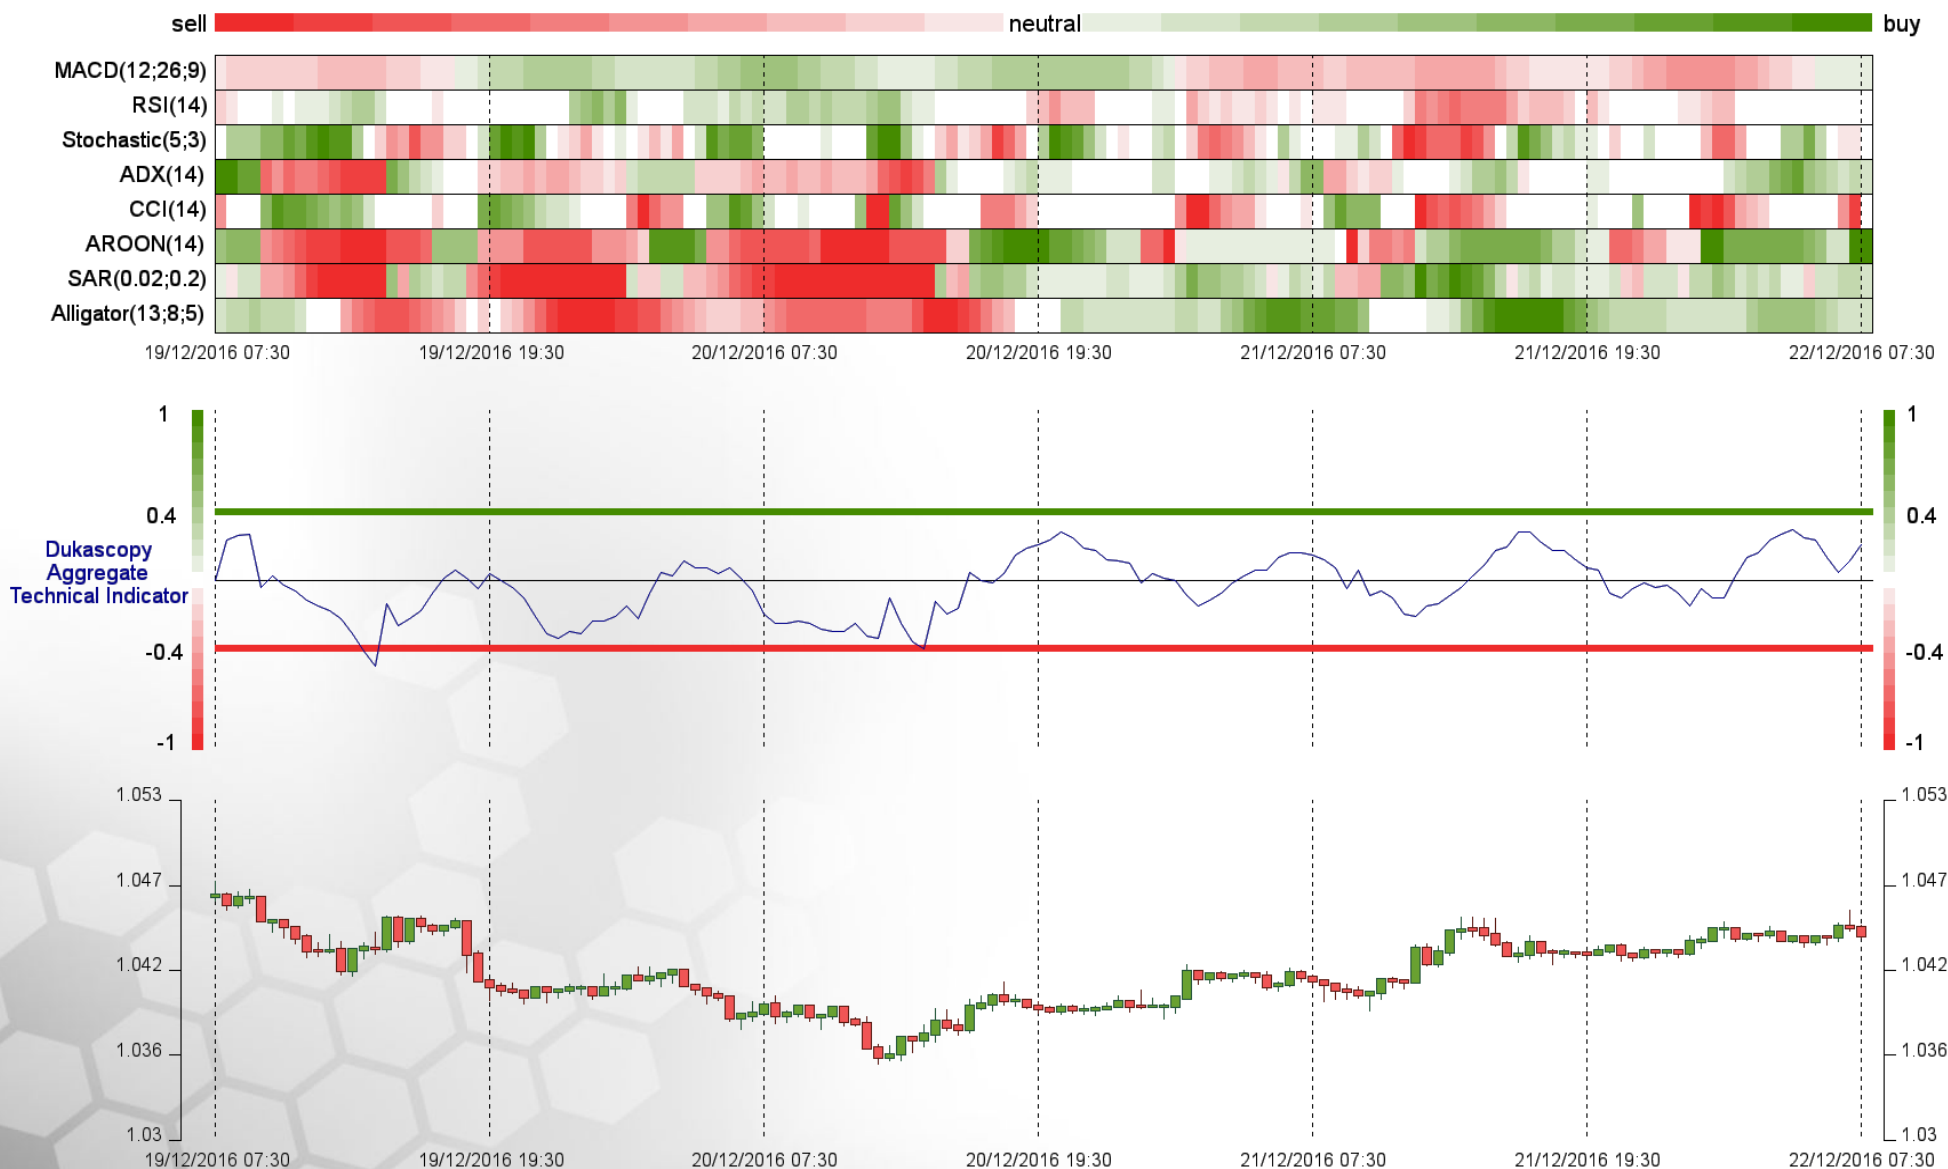 sell neutral buy
MACD(12;26;9)
RSI(14)
Stochastic(5;3)
ADX(14)
CCI(14)
AROON(14)
SAR(0.02;0.2)
Alligator(13;8;5)
19/12/2016 07:30 19/12/2016 19:30 20/12/2016 07:30 20/12/2016 19:30 21/12/2016 07:30 21/12/2016 19:30 22/12/2016 07:30
1 1
0.4 0.4
Dukascopy
Aggregate
Technical Indicator
-0.4 -0.4
-1 -1
1.053 1.053
1.047 1.047
1.042 1.042
1.036 1.036
1.03 1.03
19/12/2016 07:30 19/12/2016 19:30 20/12/2016 07:30 20/12/2016 19:30 21/12/2016 07:30 21/12/2016 19:30 22/12/2016 07:30